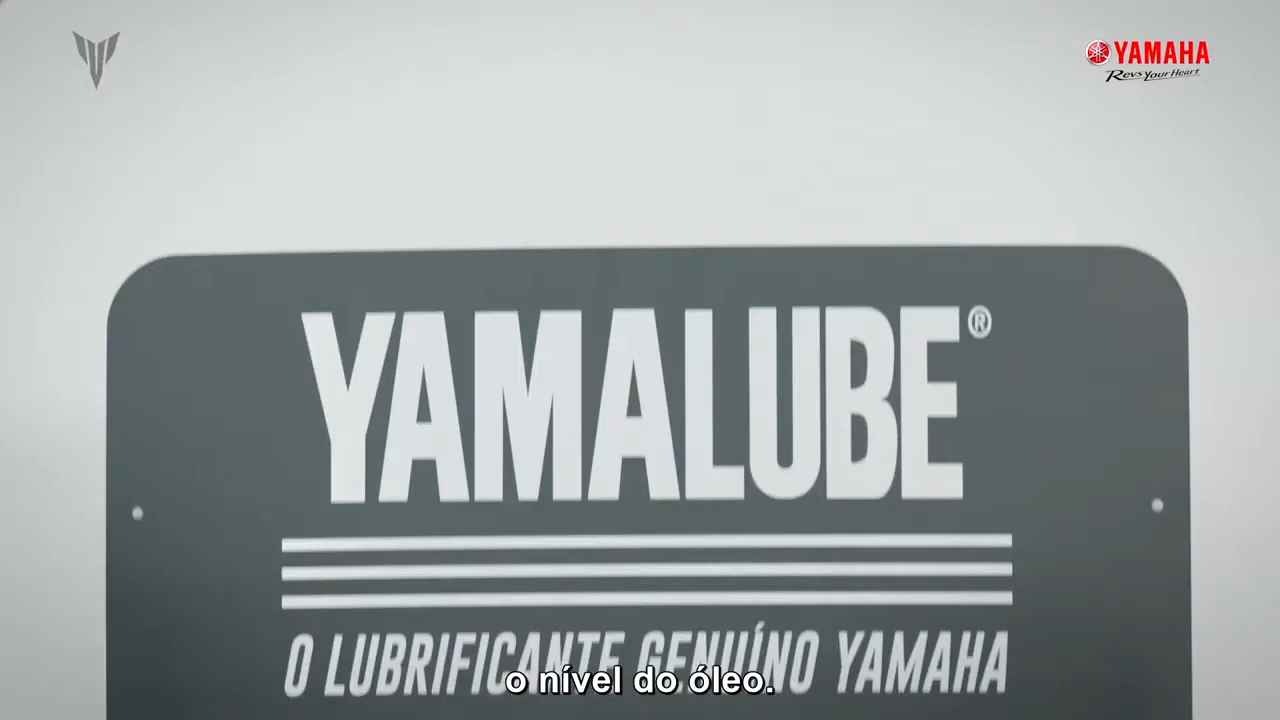 YAMAHA
Revs Your Heart
YAMALUBE®
O LUBRIFICANTE GENUÍNO YAMAHA
o nível do óleo.